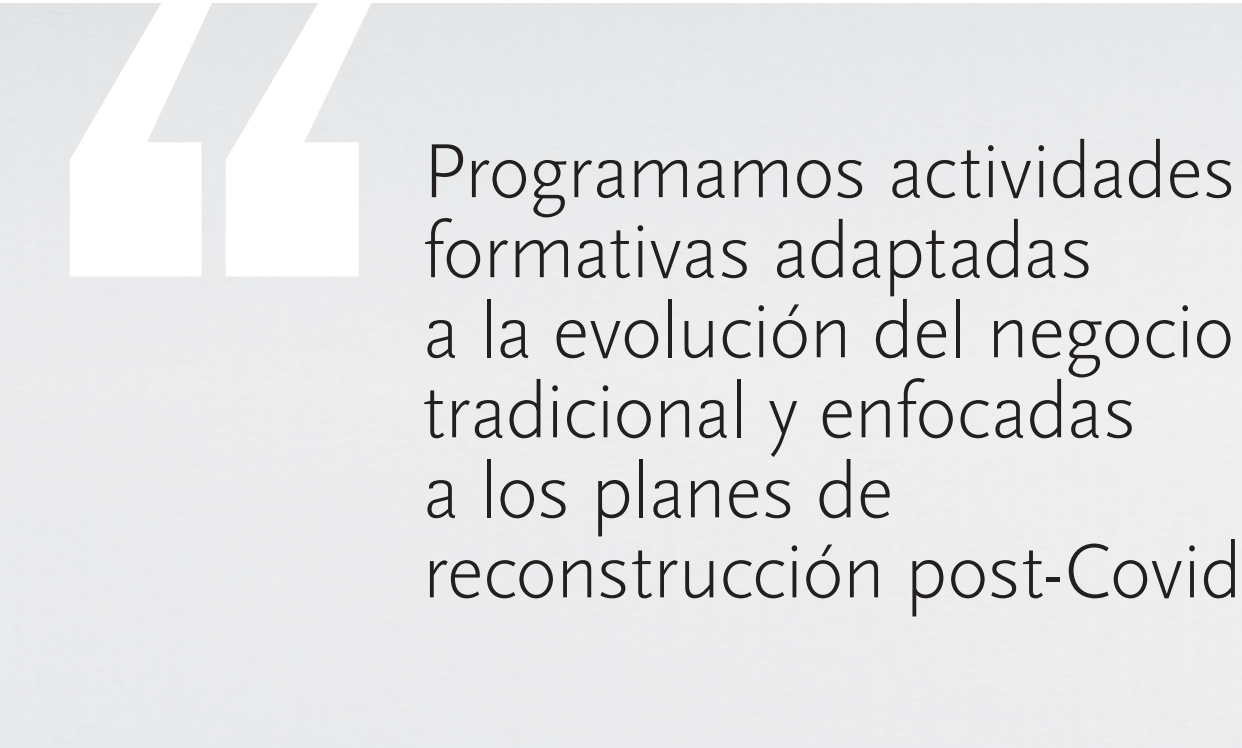 “
Programamos actividades
formativas adaptadas
a la evolución del negocio
tradicional y enfocadas
a los planes de
reconstrucción post-Covid